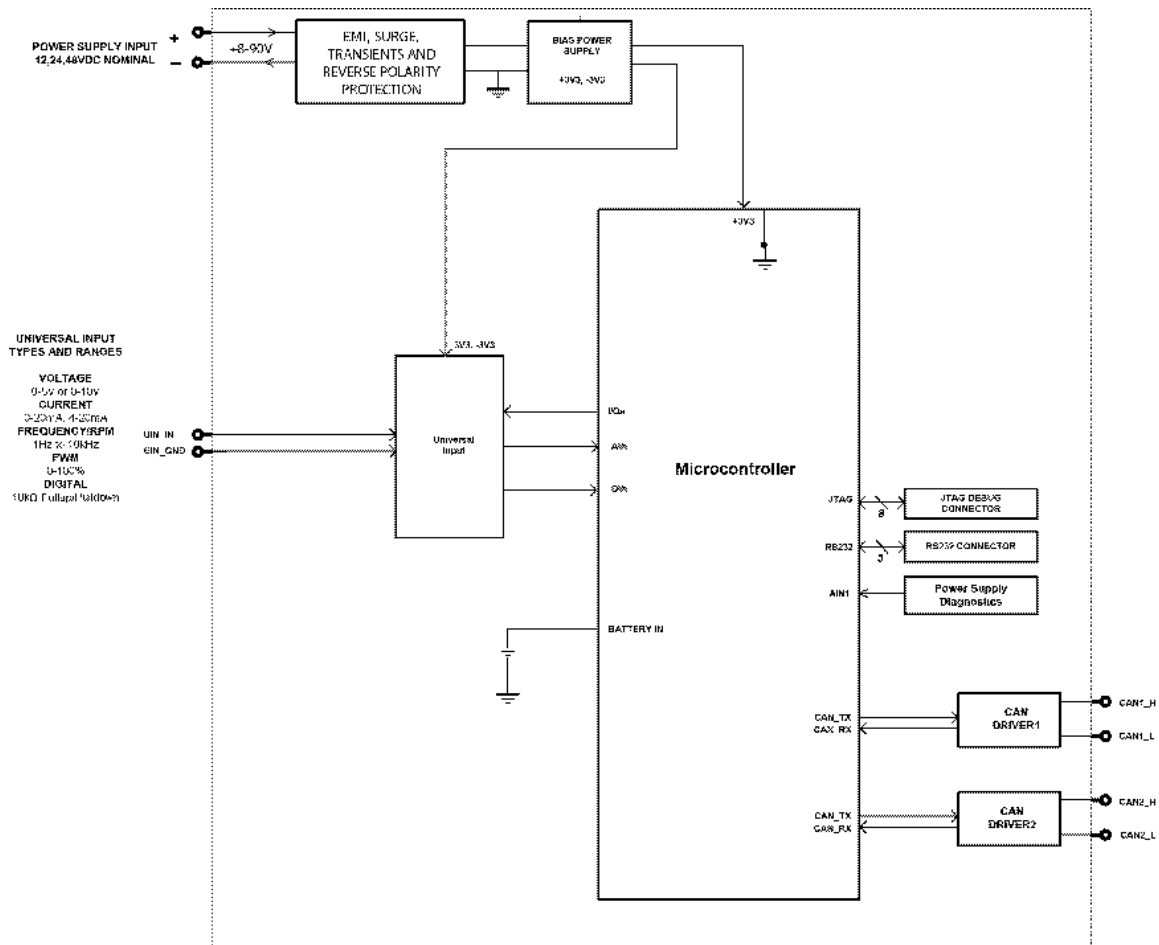 POWER SUPPLY INPUT
12,24,48VDC NOMINAL
+
–
+8-90V
EMI, SURGE,
TRANSIENTS AND
REVERSE POLARITY
PROTECTION
BIAS POWER
SUPPLY
+3V3, -3V3
+3V3
UNIVERSAL INPUT
TYPES AND RANGES
VOLTAGE
0-5v or 0-10v
CURRENT
0-20mA, 4-20mA
FREQUENCY/RPM
1Hz to 10kHz
PWM
0-100%
DIGITAL
10KΩ
UIN_IN
GIN_GND
3V3, -3V3
Universal
Input
Microcontroller
JTAG
8
JTAG DEBUG
CONNECTOR
RS232
3
RS232 CONNECTOR
AIN1
Power Supply
Diagnostics
BATTERY IN
CAN_TX
CAN_RX
CAN
DRIVER1
CAN1_H
CAN1_L
CAN_TX
CAN_RX
CAN
DRIVER2
CAN2_H
CAN2_L